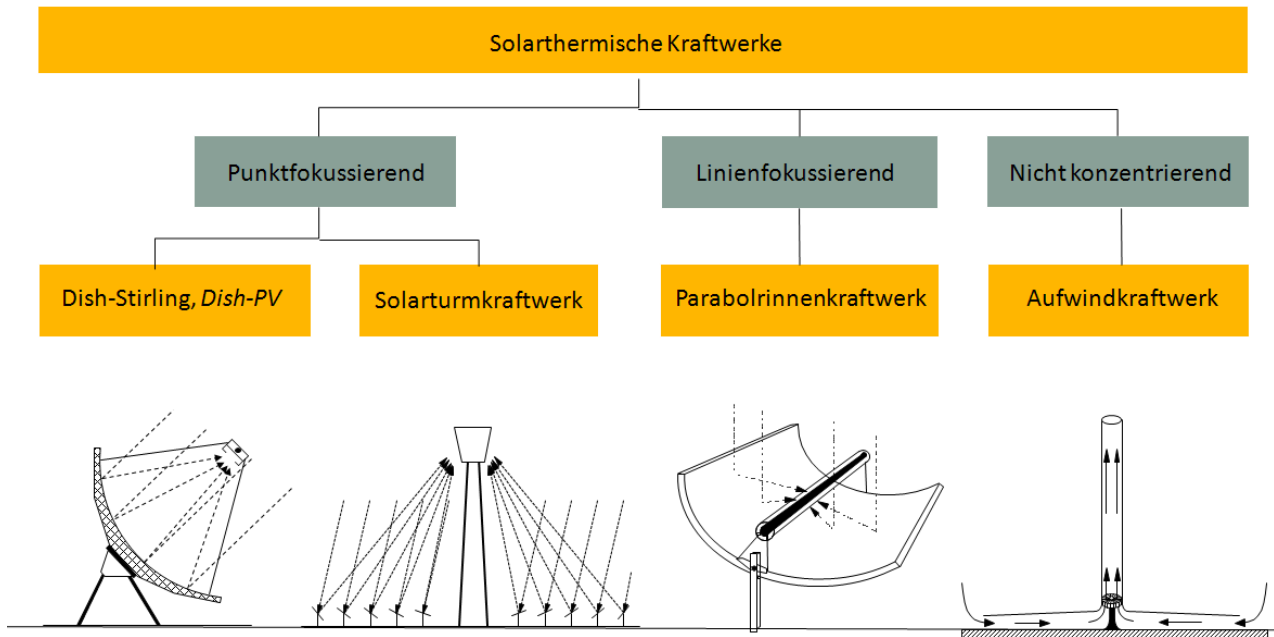 Solarthermische Kraftwerke
Punktfokussierend
Linienfokussierend
Nicht konzentrierend
Dish-Stirling, Dish-PV
Solarturmkraftwerk
Parabolrinnenkraftwerk
Aufwindkraftwerk